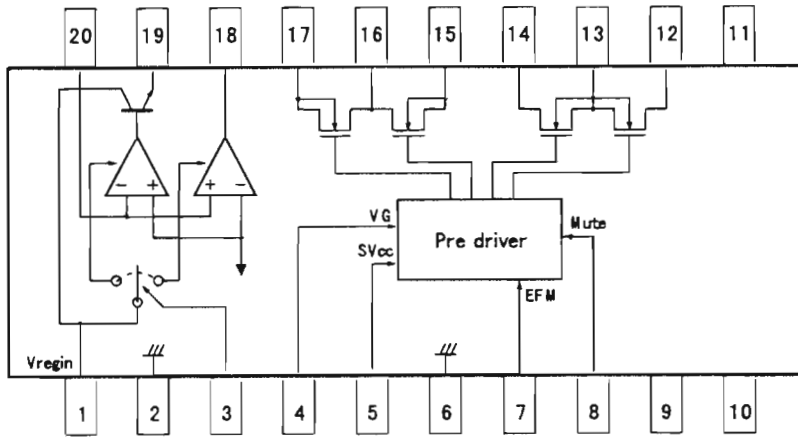 20 19 18 17 16 15 14 13 12 11
- + + -
VG
Mute
Pre driver
SVcc
EFM
Vregin
1 2 3 4 5 6 7 8 9 10